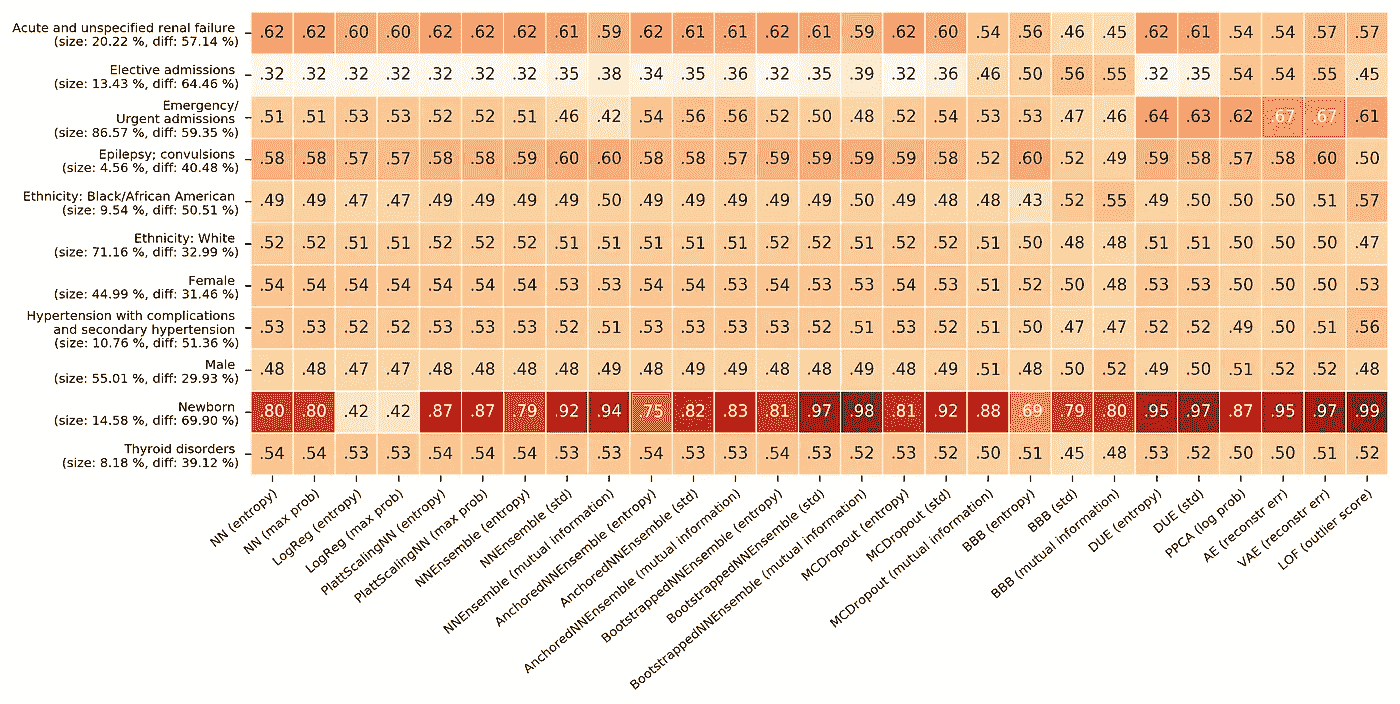 Acute and unspecified renal failure
(size: 20.22 %, diff: 57.14 %)
.62 .62 .60 .60 .62 .62 .62 .61 .59 .62 .61 .61 .62 .61 .59 .62 .60 .54 .56 .46 .45 .62 .61 .54 .54 .57 .57
Elective admissions
(size: 13.43 %, diff: 64.46 %)
.32 .32 .32 .32 .32 .32 .32 .35 .38 .34 .35 .36 .32 .35 .39 .32 .36 .46 .50 .56 .55 .32 .35 .54 .54 .55 .45
Emergency/
Urgent admissions
(size: 86.57 %, diff: 59.35 %)
.51 .51 .53 .53 .52 .52 .51 .46 .42 .54 .56 .56 .52 .50 .48 .52 .54 .53 .53 .47 .46 .64 .63 .62 .67 .67 .61
Epilepsy; convulsions
(size: 4.56 %, diff: 40.48 %)
.58 .58 .57 .57 .58 .58 .59 .60 .60 .58 .58 .57 .59 .59 .59 .59 .58 .52 .60 .52 .49 .59 .58 .57 .58 .60 .50
Ethnicity: Black/African American
(size: 9.54 %, diff: 50.51 %)
.49 .49 .47 .47 .49 .49 .49 .49 .50 .49 .49 .49 .49 .49 .50 .49 .48 .48 .43 .52 .55 .49 .50 .50 .50 .51 .57
Ethnicity: White
(size: 71.16 %, diff: 32.99 %)
.52 .52 .51 .51 .52 .52 .52 .51 .51 .51 .51 .51 .52 .52 .51 .52 .52 .51 .50 .48 .48 .51 .51 .50 .50 .50 .47
Female
(size: 44.99 %, diff: 31.46 %)
.54 .54 .54 .54 .54 .54 .54 .53 .53 .54 .53 .53 .54 .53 .53 .54 .53 .51 .52 .50 .48 .53 .53 .50 .50 .50 .53
Hypertension with complications
and secondary hypertension
(size: 10.76 %, diff: 51.36 %)
.53 .53 .52 .52 .53 .53 .53 .52 .51 .53 .53 .53 .53 .52 .51 .53 .52 .51 .50 .47 .47 .52 .52 .49 .50 .51 .56
Male
(size: 55.01 %, diff: 29.93 %)
.48 .48 .47 .47 .48 .48 .48 .48 .49 .48 .48 .49 .48 .48 .49 .48 .49 .51 .48 .50 .52 .49 .50 .51 .52 .52 .48
Newborn
(size: 14.58 %, diff: 69.90 %)
.80 .80 .42 .42 .87 .87 .79 .92 .94 .75 .82 .83 .81 .97 .98 .81 .92 .88 .69 .79 .80 .95 .97 .87 .95 .97 .99
Thyroid disorders
(size: 8.18 %, diff: 39.12 %)
.54 .54 .53 .53 .54 .54 .54 .53 .53 .54 .53 .53 .54 .53 .52 .53 .52 .50 .51 .45 .48 .53 .52 .50 .50 .51 .52
NN (entropy)
NN (max prob)
LogReg (entropy)
LogReg (max prob)
PlattScalingNN (entropy)
PlattScalingNN (max prob)
NNEnsemble (entropy)
NNEnsemble (std)
NNEnsemble (mutual information)
AnchoredNNEnsemble (entropy)
AnchoredNNEnsemble (std)
AnchoredNNEnsemble (mutual information)
BootstrappedNNEnsemble (entropy)
BootstrappedNNEnsemble (std)
BootstrappedNNEnsemble (mutual information)
MCDropout (entropy)
MCDropout (std)
MCDropout (mutual information)
BBB (entropy)
BBB (std)
BBB (mutual information)
DUE (entropy)
DUE (std)
PPCA (log prob)
AE (reconstr err)
VAE (reconstr err)
LOF (outlier score)